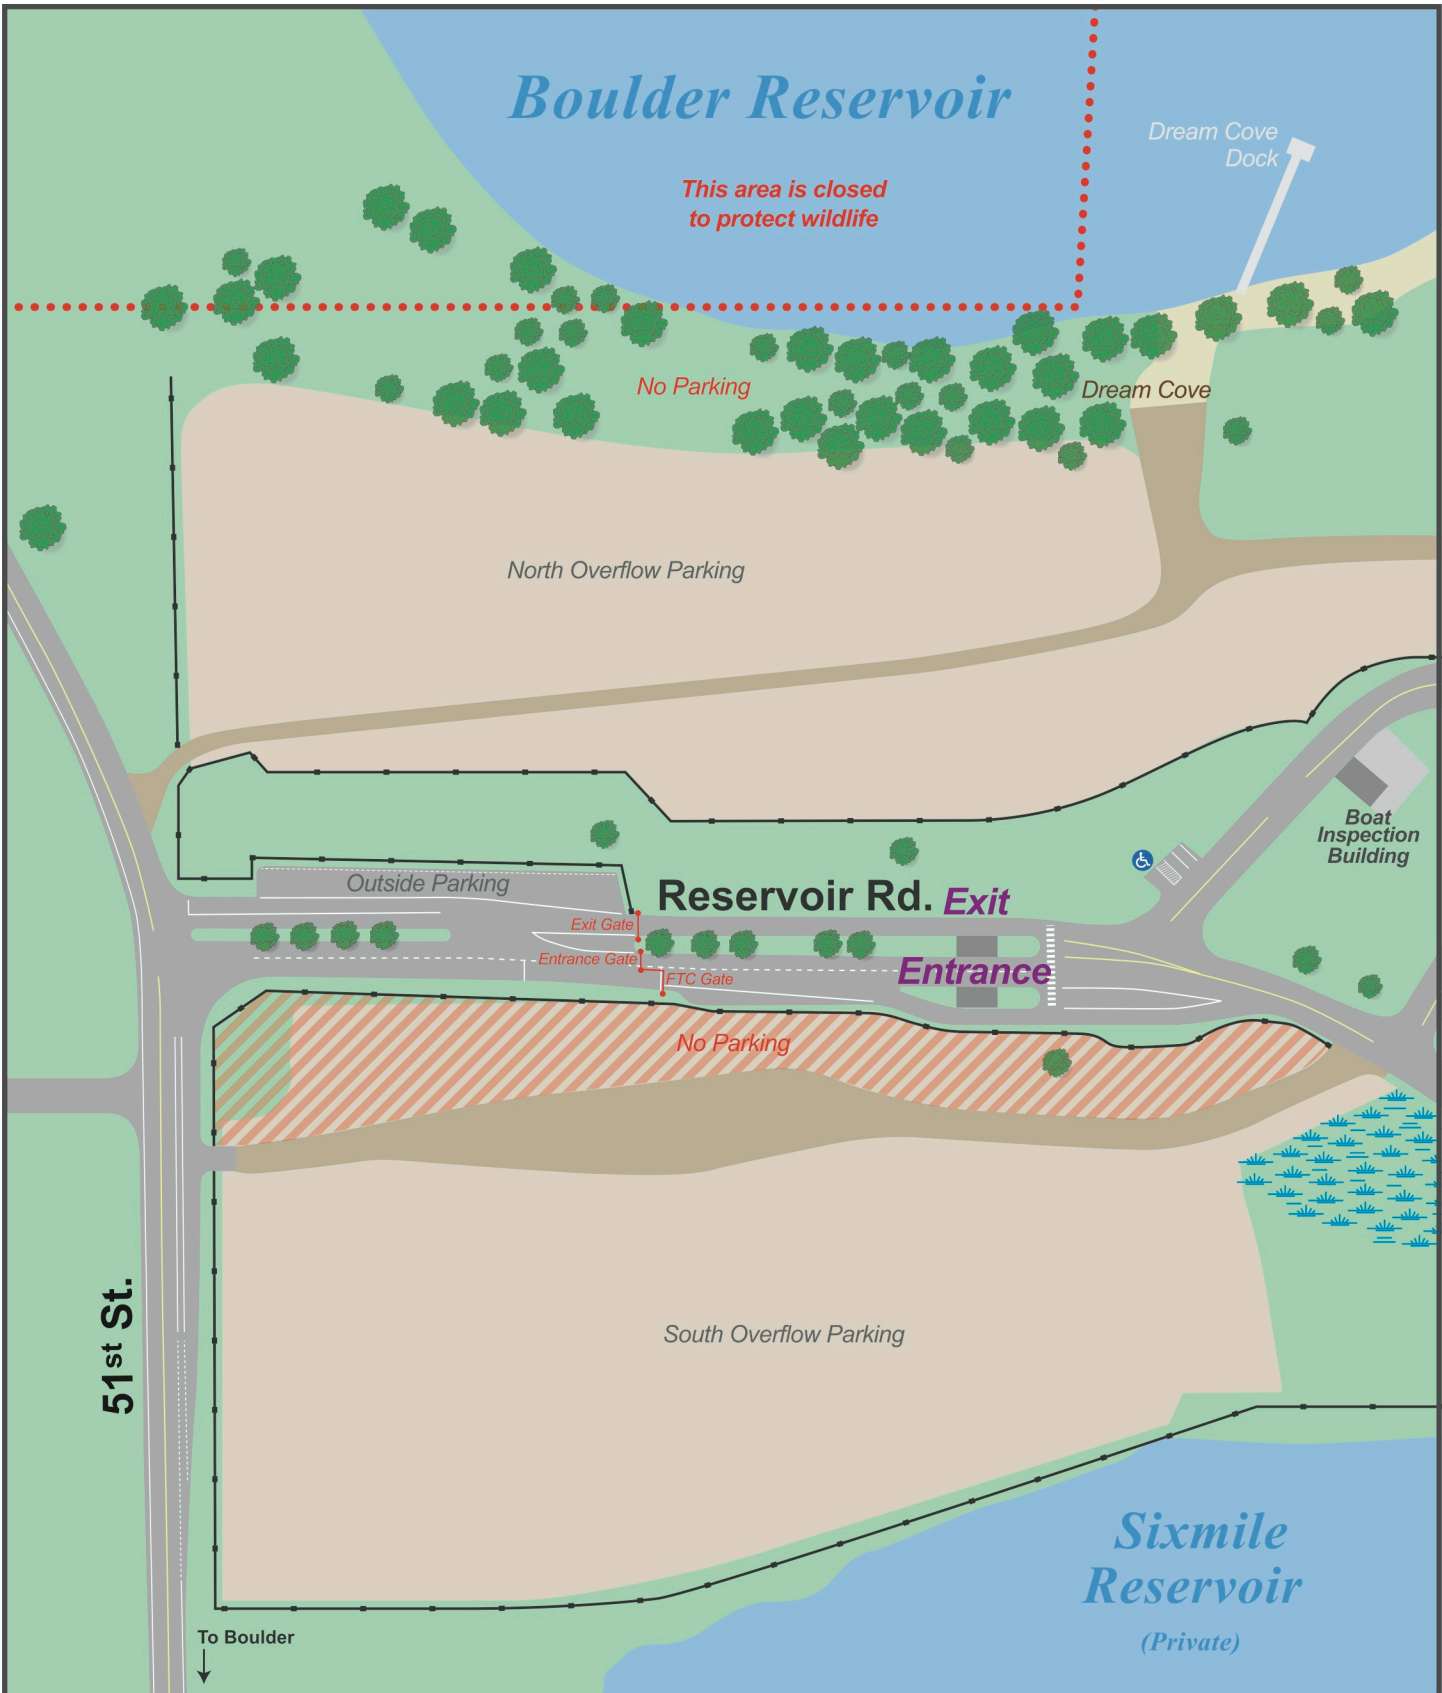 Boulder Reservoir
Dream Cove
Dock
This area is closed
to protect wildlife
No Parking
Dream Cove
North Overflow Parking
Boat
Inspection
Building
Outside Parking
Reservoir Rd.
Exit
Exit Gate
Entrance Gate
Entrance
FTC Gate
No Parking
51st St.
South Overflow Parking
Sixmile
Reservoir
(Private)
To Boulder